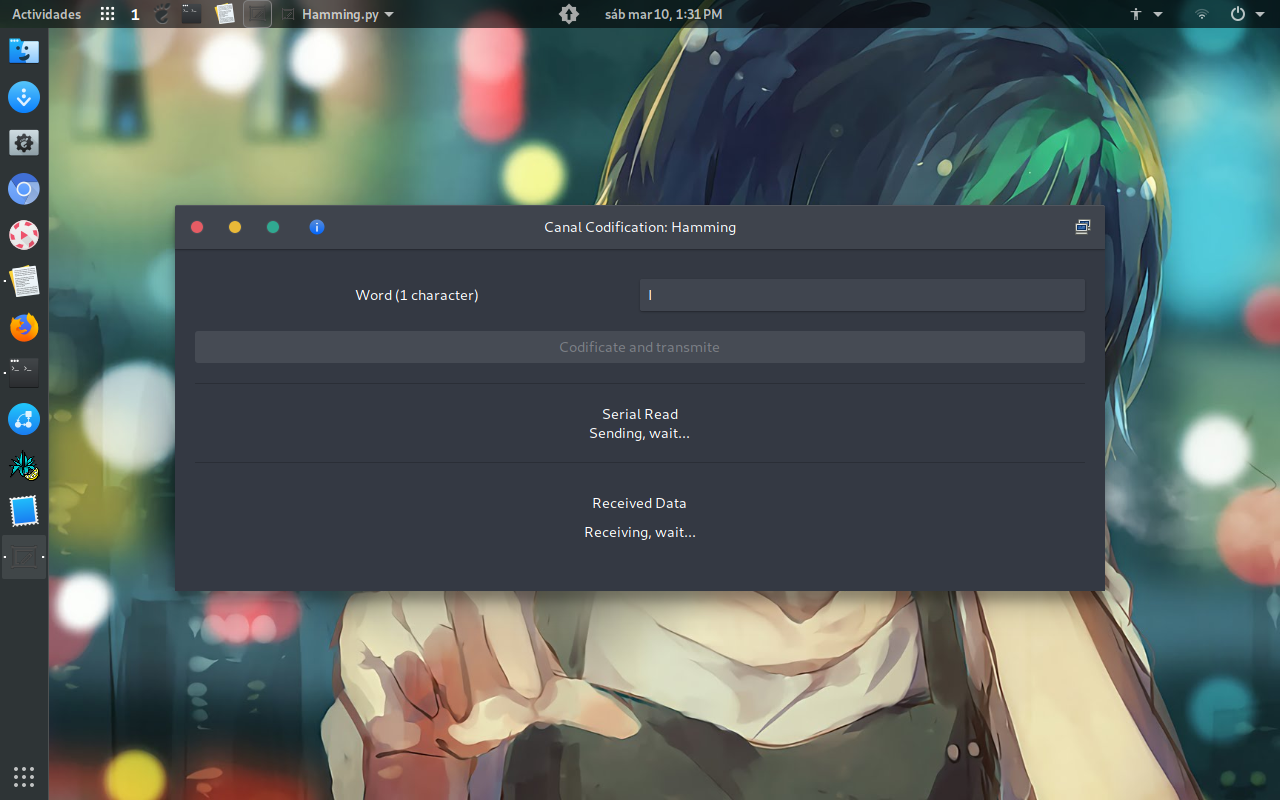 Actividades 1 Hamming.py sáb mar 10, 1:31 PM
Canal Codification: Hamming
Word (1 character)
Codificate and transmite
Serial Read
Sending, wait...
Received Data
Receiving, wait...